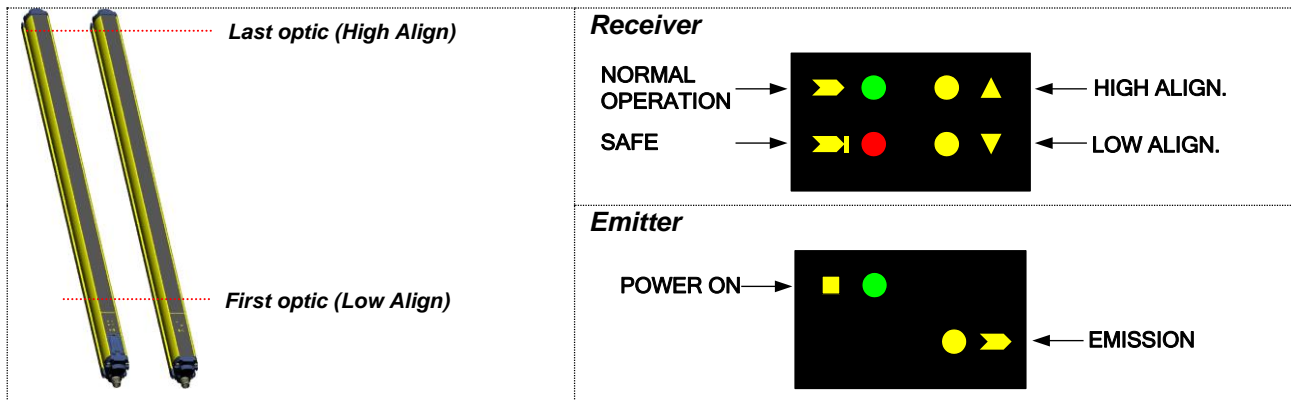 Last optic (High Align)
First optic (Low Align)
Receiver
NORMAL
OPERATION
HIGH ALIGN.
SAFE
LOW ALIGN.
Emitter
POWER ON
EMISSION